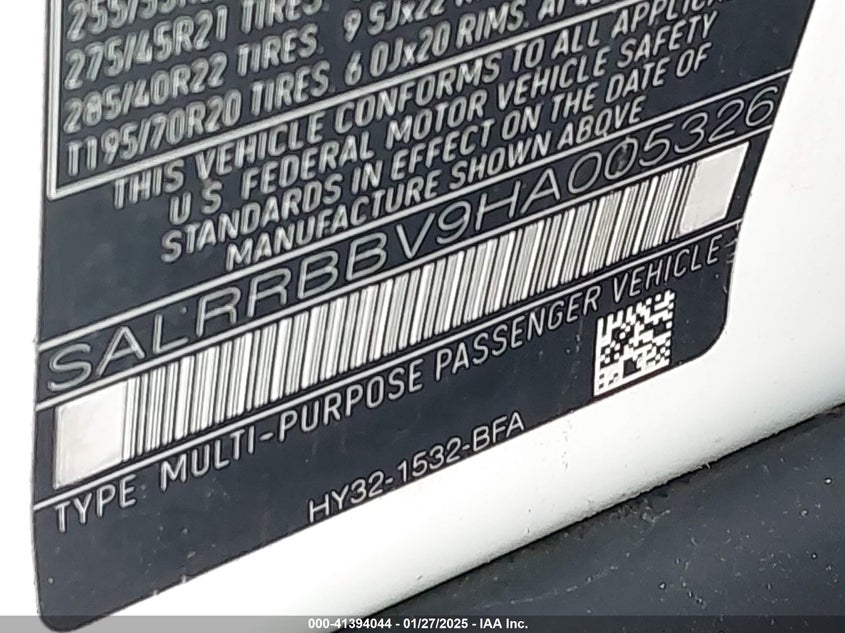 275/45R21 TIRES. 9 5Jx22
285/40R22 TIRES. 6 0Jx20 RIMS.
T195/70R20 TIRES.
THIS VEHICLE CONFORMS TO ALL
U S FEDERAL MOTOR VEHICLE SAFETY
STANDARDS IN EFFECT ON THE DATE OF
MANUFACTURE SHOWN ABOVE
SALRRBBV9HA005326
TYPE MULTI-PURPOSE PASSENGER VEHICLE
HY32-1532-BFA
000-41394044 - 01/27/2025 - IAA Inc.